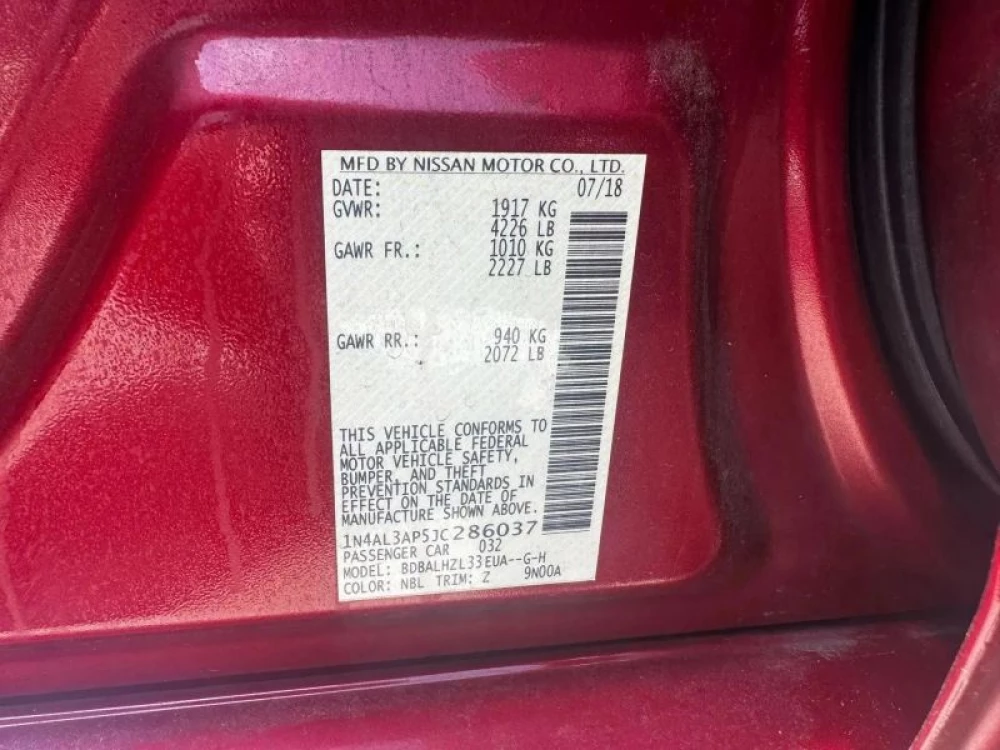 MFD BY NISSAN MOTOR CO., LTD.
DATE: 07/18
GVWR: 1917 KG
4226 LB
GAWR FR.: 1010 KG
2227 LB
GAWR RR.: 940 KG
2072 LB
THIS VEHICLE CONFORMS TO
ALL APPLICABLE FEDERAL
MOTOR VEHICLE SAFETY,
BUMPER, AND THEFT
PREVENTION STANDARDS IN
EFFECT ON THE DATE OF
MANUFACTURE SHOWN ABOVE.
1N4AL3AP5JC286037
PASSENGER CAR 032
MODEL: BDBALHZL33EUA--G-H
COLOR: NBL TRIM: Z 9N00A